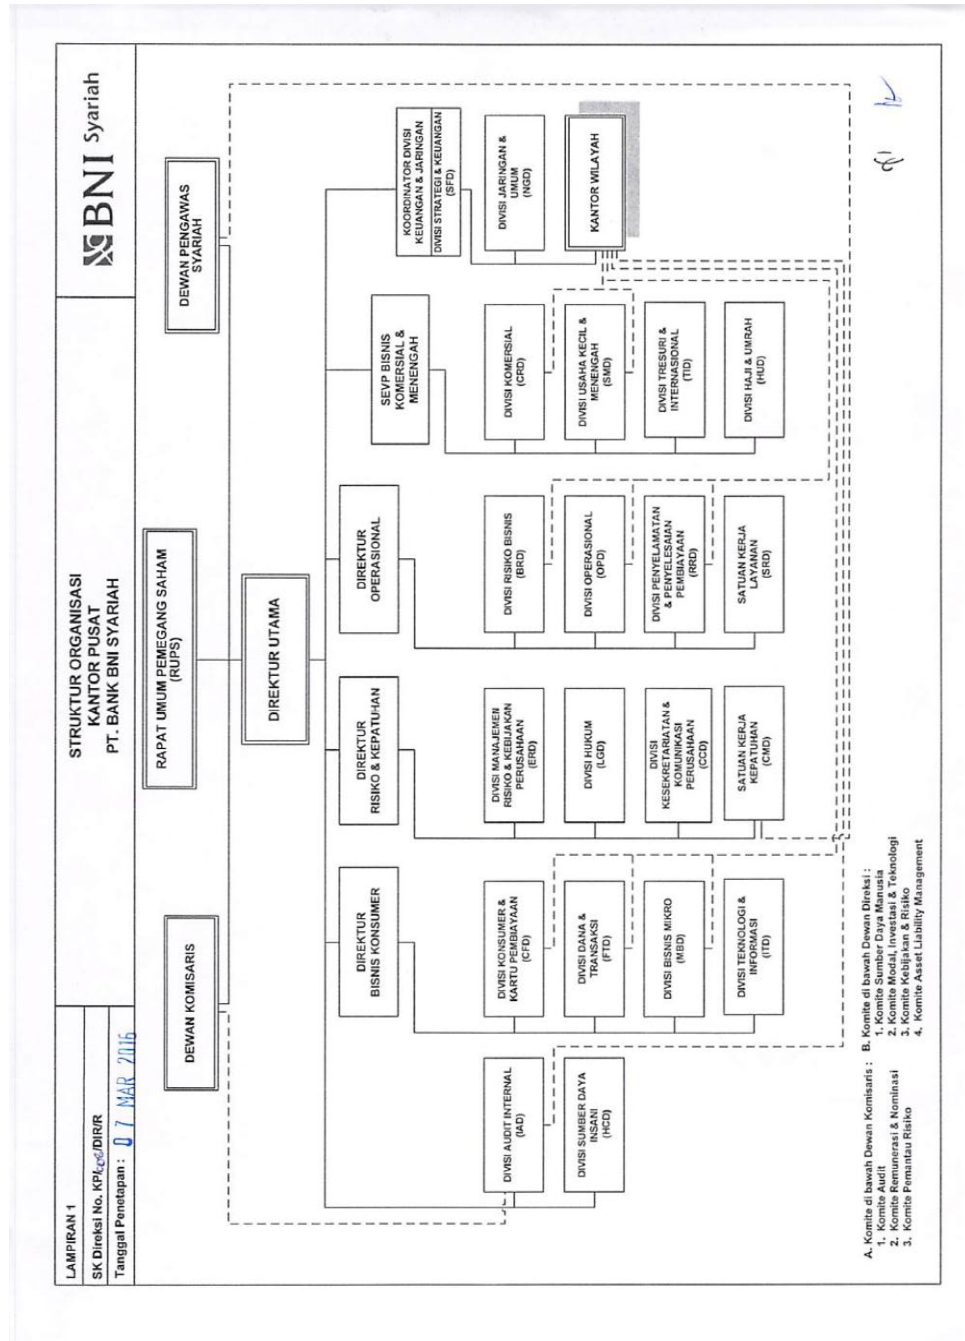 LAMPIRAN 1
SK Direksi No. KP/ /DIR/R
Tanggal Penetapan : 07 MAR 2016
STRUKTUR ORGANISASI
KANTOR PUSAT
PT. BANK BNI SYARIAH
BNI Syariah
RAPAT UMUM PEMEGANG SAHAM
(RUPS)
DEWAN KOMISARIS
DEWAN PENGAWAS
SYARIAH
DIREKTUR UTAMA
DIREKTUR
BISNIS KONSUMER
DIREKTUR
RISIKO & KEPATUHAN
DIREKTUR
OPERASIONAL
SEVP BISNIS
KOMERSIAL &
MENENGAH
KOORDINATOR DIVISI
KEUANGAN & JARINGAN
DIVISI STRATEGI & KEUANGAN
(SFD)
DIVISI AUDIT INTERNAL
(IAD)
DIVISI SUMBER DAYA
INSANI
(HCD)
DIVISI KONSUMER &
KARTU PEMBIAYAAN
(CFD)
DIVISI DANA &
TRANSAKSI
(FTD)
DIVISI BISNIS MIKRO
(MBD)
DIVISI TEKNOLOGI &
INFORMASI
(ITD)
DIVISI MANAJEMEN
RISIKO & KEBIJAKAN
PERUSAHAAN
(ERD)
DIVISI HUKUM
(LGD)
DIVISI
KESEKRETARIATAN &
KOMUNIKASI
PERUSAHAAN
(CCD)
SATUAN KERJA
KEPATUHAN
(CMD)
DIVISI RISIKO BISNIS
(BRD)
DIVISI OPERASIONAL
(OPD)
DIVISI PENYELAMATAN
& PENYELESAIAN
PEMBIAYAAN
(RRD)
SATUAN KERJA
LAYANAN
(SRD)
DIVISI KOMERSIAL
(CRD)
DIVISI USAHA KECIL &
MENENGAH
(SMD)
DIVISI TRESURI &
INTERNASIONAL
(TID)
DIVISI HAJI & UMRAH
(HUD)
DIVISI JARINGAN &
UMUM
(NGD)
KANTOR WILAYAH
A. Komite di bawah Dewan Komisaris :
1. Komite Audit
2. Komite Remunerasi & Nominasi
3. Komite Pemantau Risiko
B. Komite di bawah Dewan Direksi :
1. Komite Sumber Daya Manusia
2. Komite Modal, Investasi & Teknologi
3. Komite Kebijakan & Risiko
4. Komite Asset Liability Management